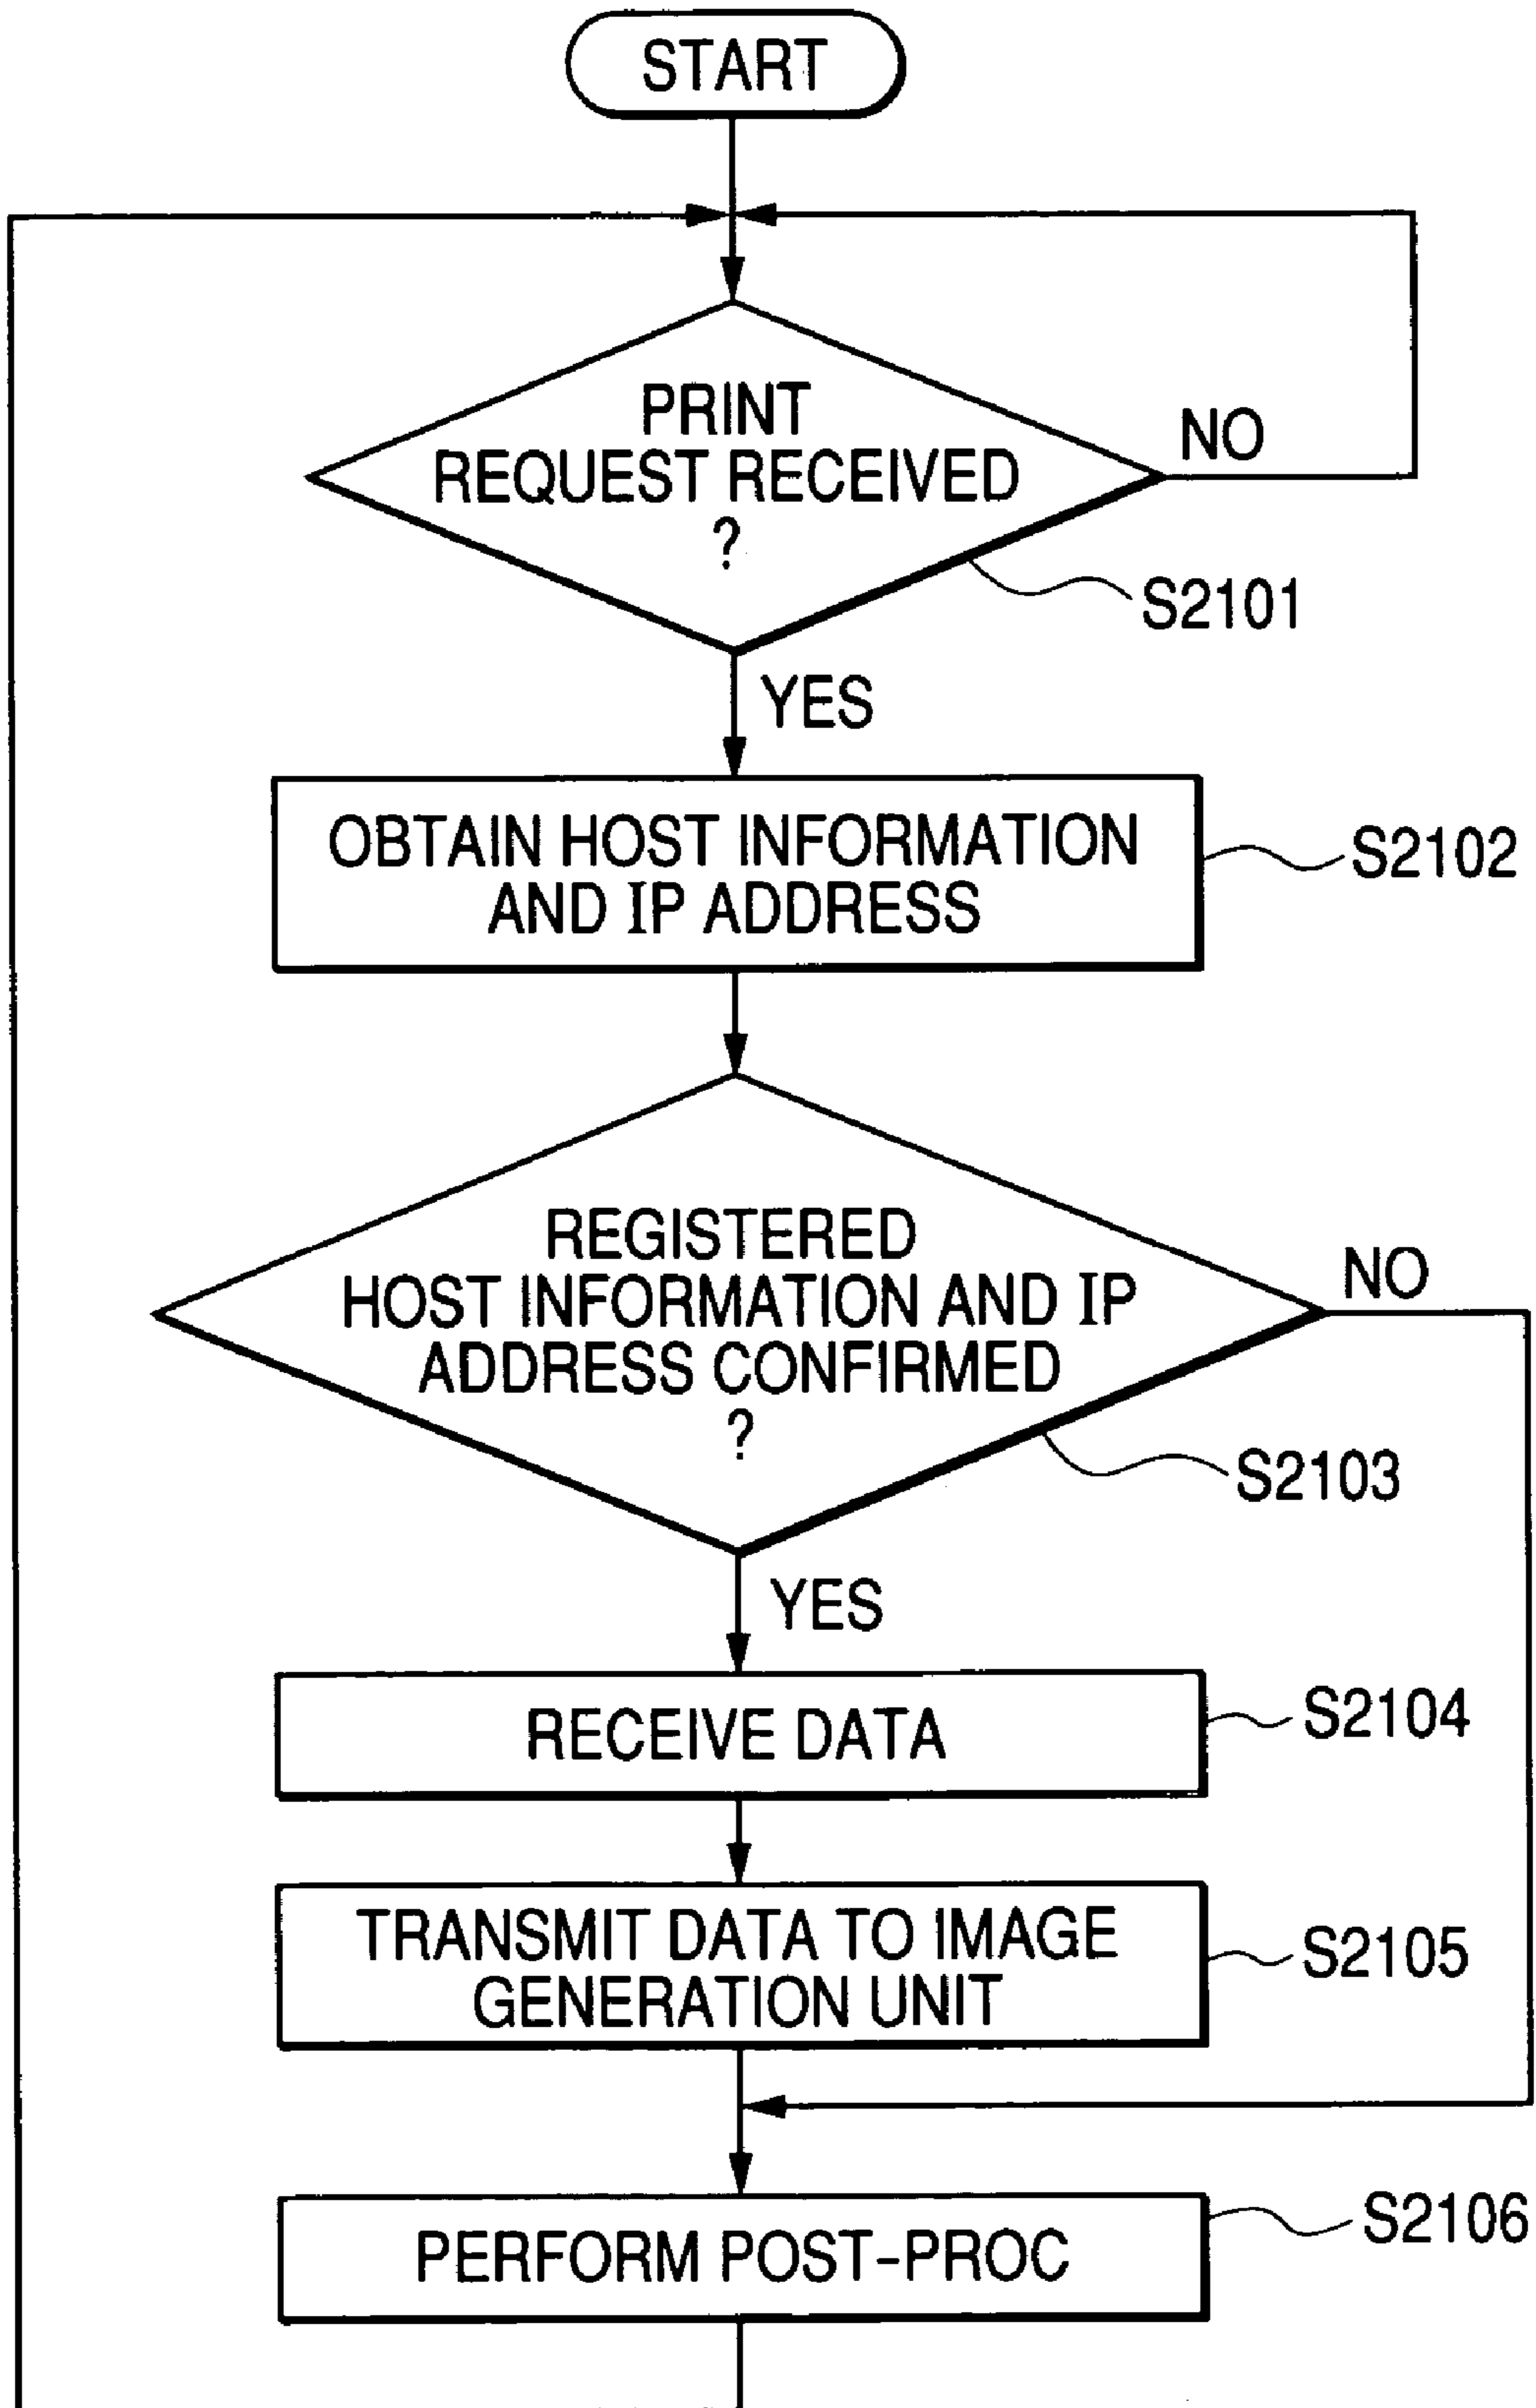 START
PRINT
REQUEST RECEIVED
?
NO
S2101
YES
OBTAIN HOST INFORMATION
AND IP ADDRESS
S2102
REGISTERED
HOST INFORMATION AND IP
ADDRESS CONFIRMED
?
NO
S2103
YES
RECEIVE DATA
S2104
TRANSMIT DATA TO IMAGE
GENERATION UNIT
S2105
PERFORM POST-PROC
S2106